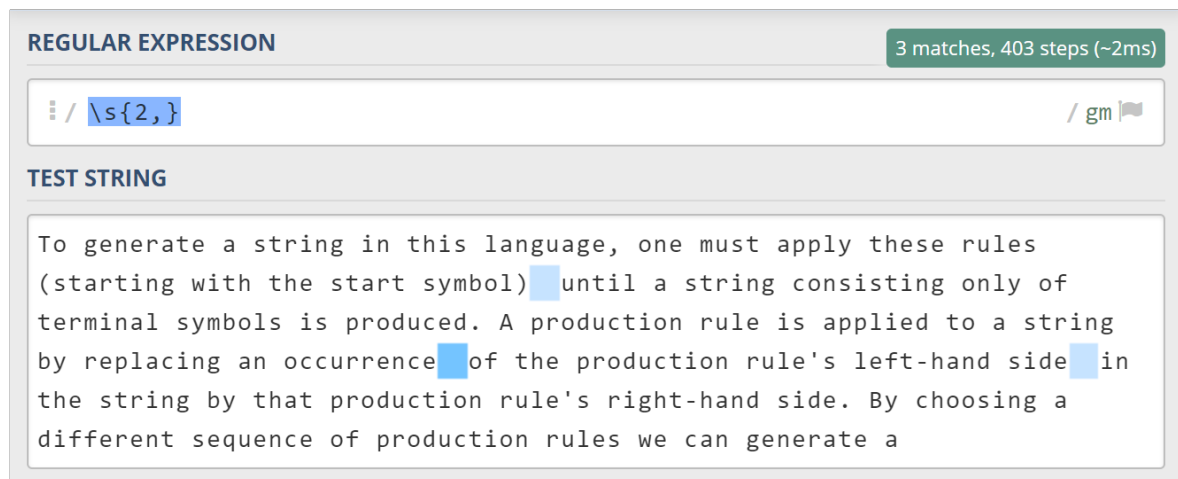 REGULAR EXPRESSION
3 matches, 403 steps (~2ms)
/ \s{2,} / gm
TEST STRING
To generate a string in this language, one must apply these rules
(starting with the start symbol)  until a string consisting only of
terminal symbols is produced. A production rule is applied to a string
by replacing an occurrence  of the production rule's left-hand side  in
the string by that production rule's right-hand side. By choosing a
different sequence of production rules we can generate a